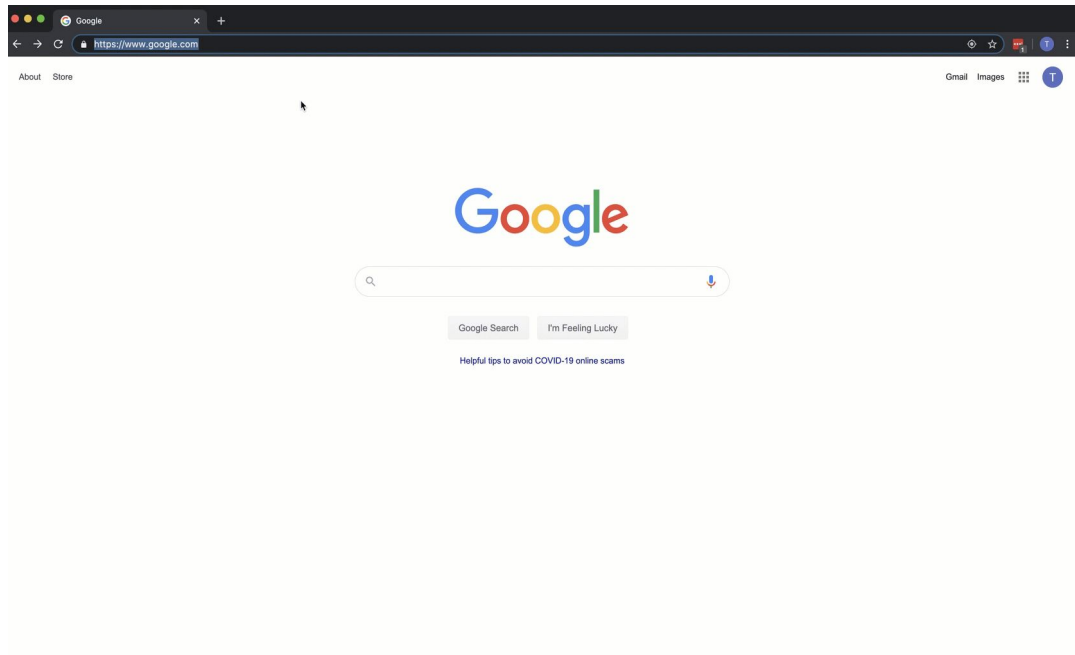 Google
https://www.google.com
T
About Store
Gmail Images
T
Google
Google Search I'm Feeling Lucky
Helpful tips to avoid COVID-19 online scams